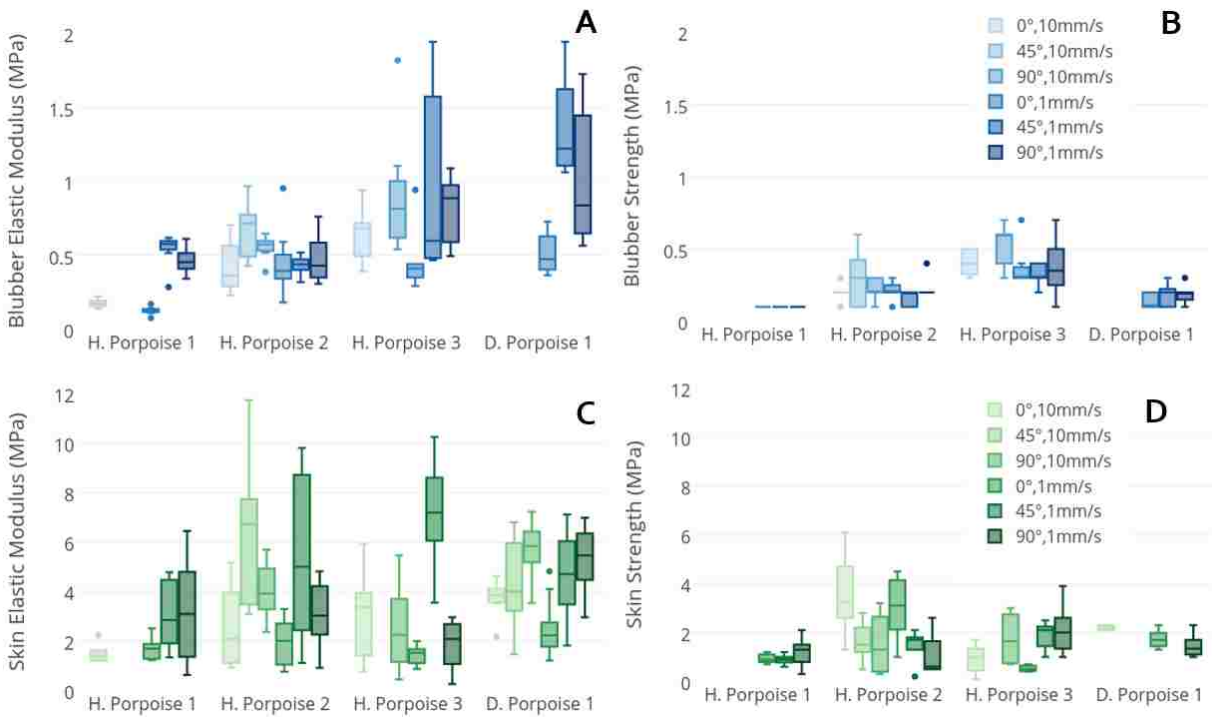 A
Blubber Elastic Modulus (MPa)
2
1.5
1
0.5
0
H. Porpoise 1 H. Porpoise 2 H. Porpoise 3 D. Porpoise 1
B
Blubber Strength (MPa)
2
1.5
1
0.5
0
0°,10mm/s
45°,10mm/s
90°,10mm/s
0°,1mm/s
45°,1mm/s
90°,1mm/s
H. Porpoise 1 H. Porpoise 2 H. Porpoise 3 D. Porpoise 1
C
Skin Elastic Modulus (MPa)
12
10
8
6
4
2
0
H. Porpoise 1 H. Porpoise 2 H. Porpoise 3 D. Porpoise 1
D
Skin Strength (MPa)
12
10
8
6
4
2
0
0°,10mm/s
45°,10mm/s
90°,10mm/s
0°,1mm/s
45°,1mm/s
90°,1mm/s
H. Porpoise 1 H. Porpoise 2 H. Porpoise 3 D. Porpoise 1